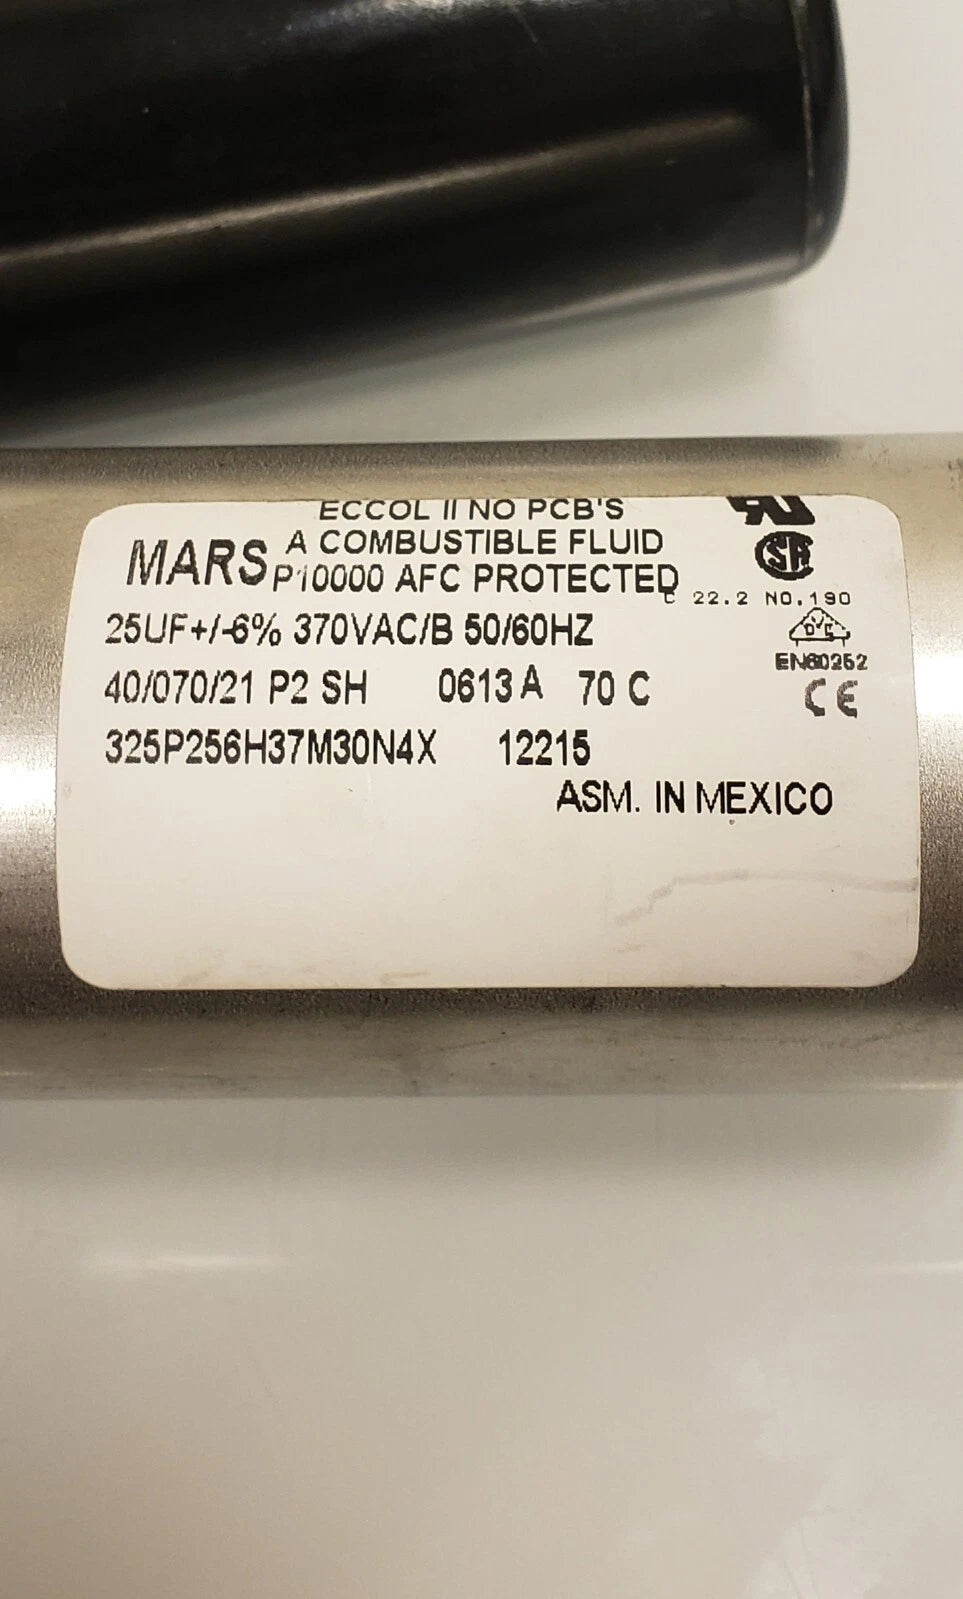 ECCOL II NO PCB'S
MARS A COMBUSTIBLE FLUID
P10000 AFC PROTECTED
C 22.2 NO.190
25UF+/-6% 370VAC/B 50/60HZ
EN60252
40/070/21 P2 SH 0613 A 70 C
CE
325P256H37M30N4X 12215
ASM. IN MEXICO